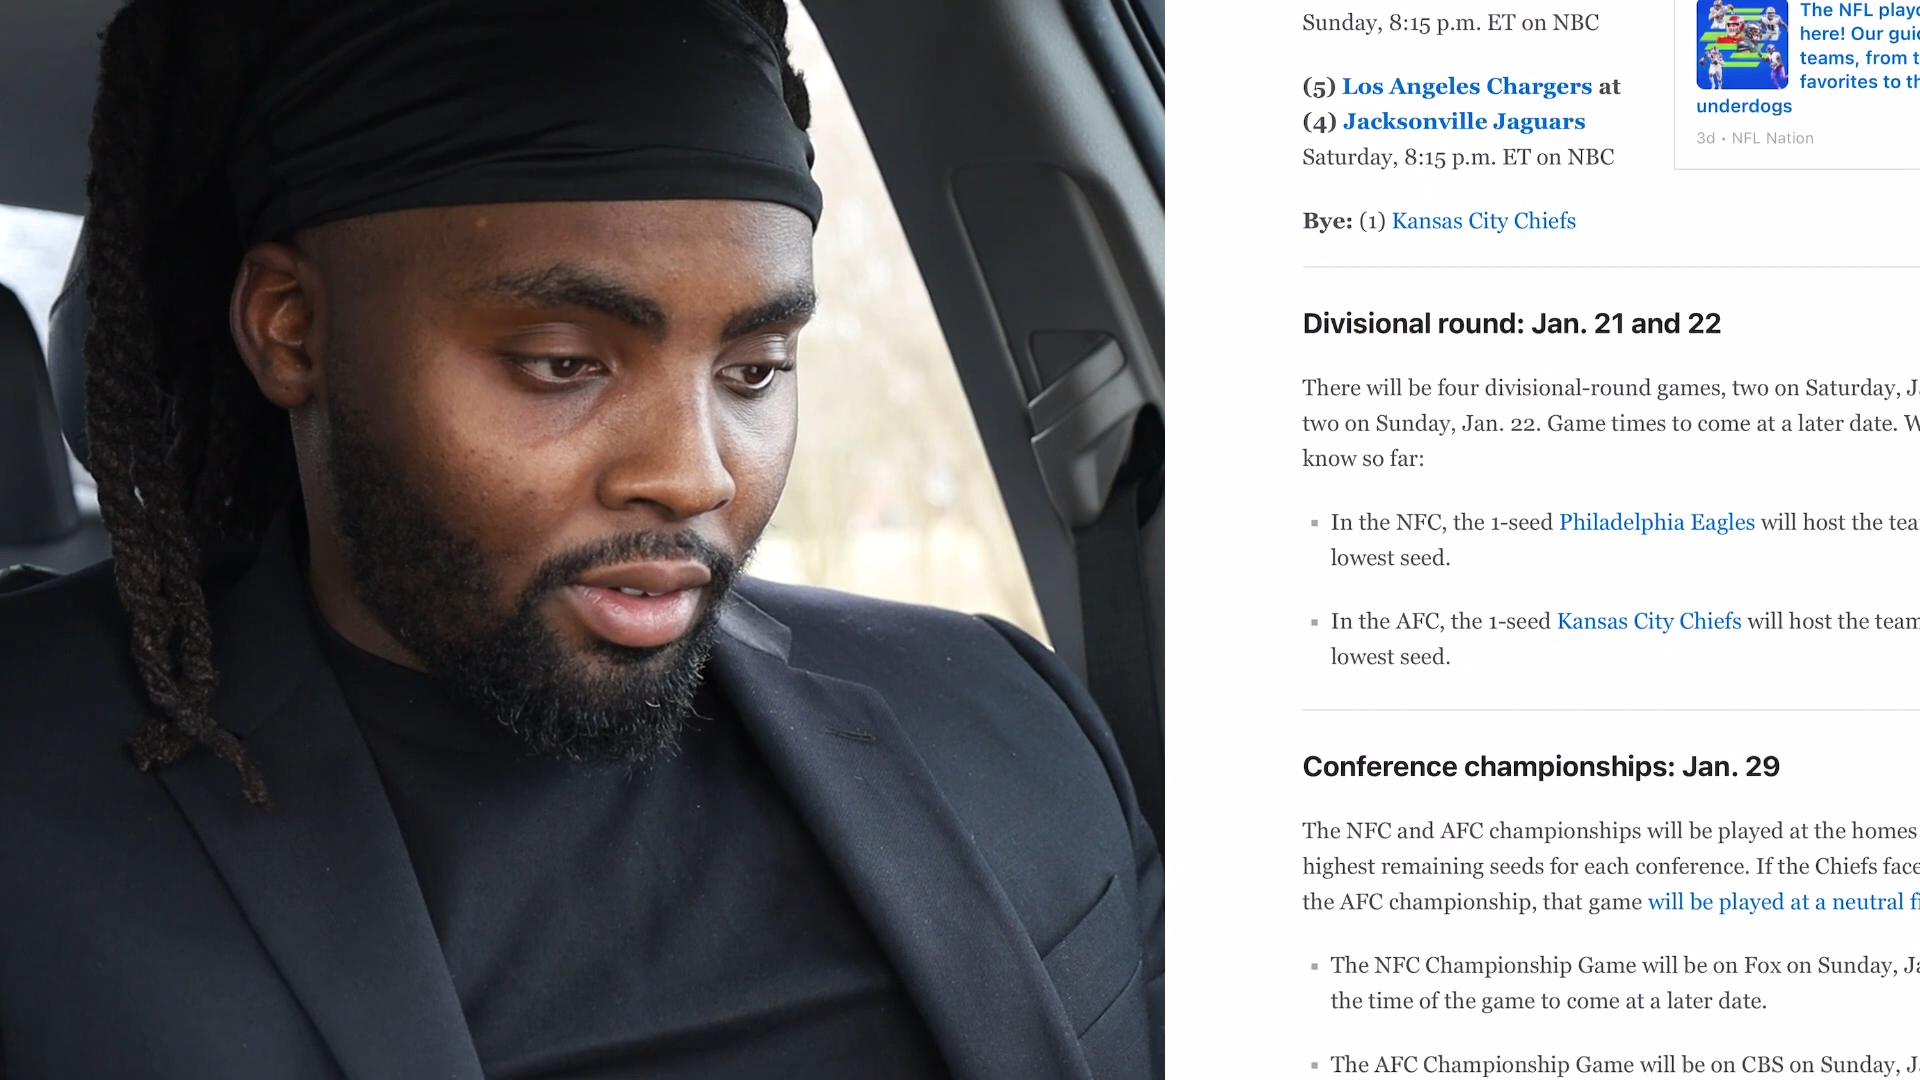 Sunday, 8:15 p.m. ET on NBC
(5) Los Angeles Chargers at
(4) Jacksonville Jaguars
Saturday, 8:15 p.m. ET on NBC
Bye: (1) Kansas City Chiefs
The NFL
here! Our
teams, from
favorites to
underdogs
3d • NFL Nation
Divisional round: Jan. 21 and 22
There will be four divisional-round games, two on Saturday,
two on Sunday, Jan. 22. Game times to come at a later date.
know so far:
In the NFC, the 1-seed Philadelphia Eagles will host the
lowest seed.
In the AFC, the 1-seed Kansas City Chiefs will host the team
lowest seed.
Conference championships: Jan. 29
The NFC and AFC championships will be played at the homes
highest remaining seeds for each conference. If the Chiefs face
the AFC championship, that game will be played at a neutral
The NFC Championship Game will be on Fox on Sunday,
the time of the game to come at a later date.
The AFC Championship Game will be on CBS on Sunday,